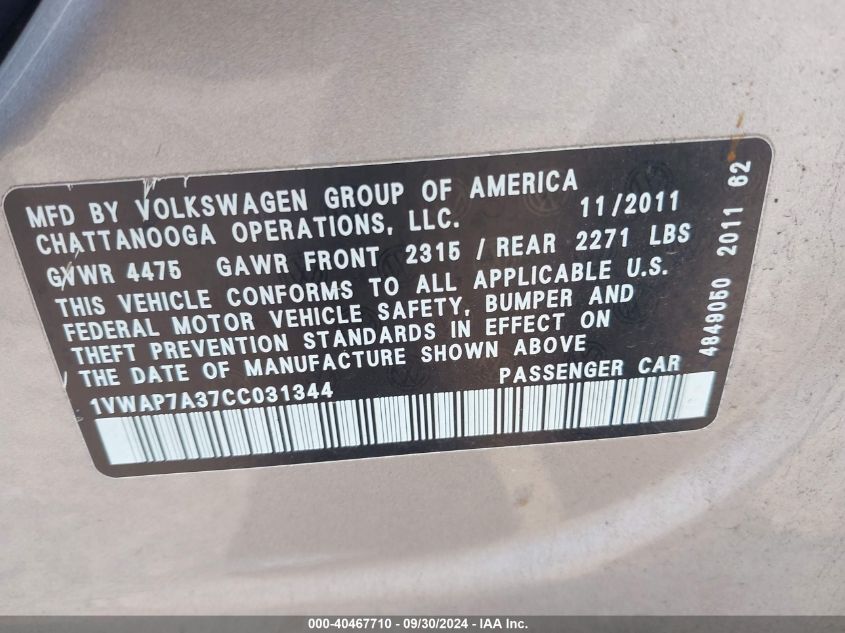 MFD BY VOLKSWAGEN GROUP OF AMERICA
CHATTANOOGA OPERATIONS, LLC. 11/2011
GVWR 4475 GAWR FRONT 2315 / REAR 2271 LBS
THIS VEHICLE CONFORMS TO ALL APPLICABLE U.S.
FEDERAL MOTOR VEHICLE SAFETY, BUMPER AND
THEFT PREVENTION STANDARDS IN EFFECT ON
THE DATE OF MANUFACTURE SHOWN ABOVE
1VWAP7A37CC031344 PASSENGER CAR
4849050 2011 62
000-40467710 - 09/30/2024 - IAA Inc.